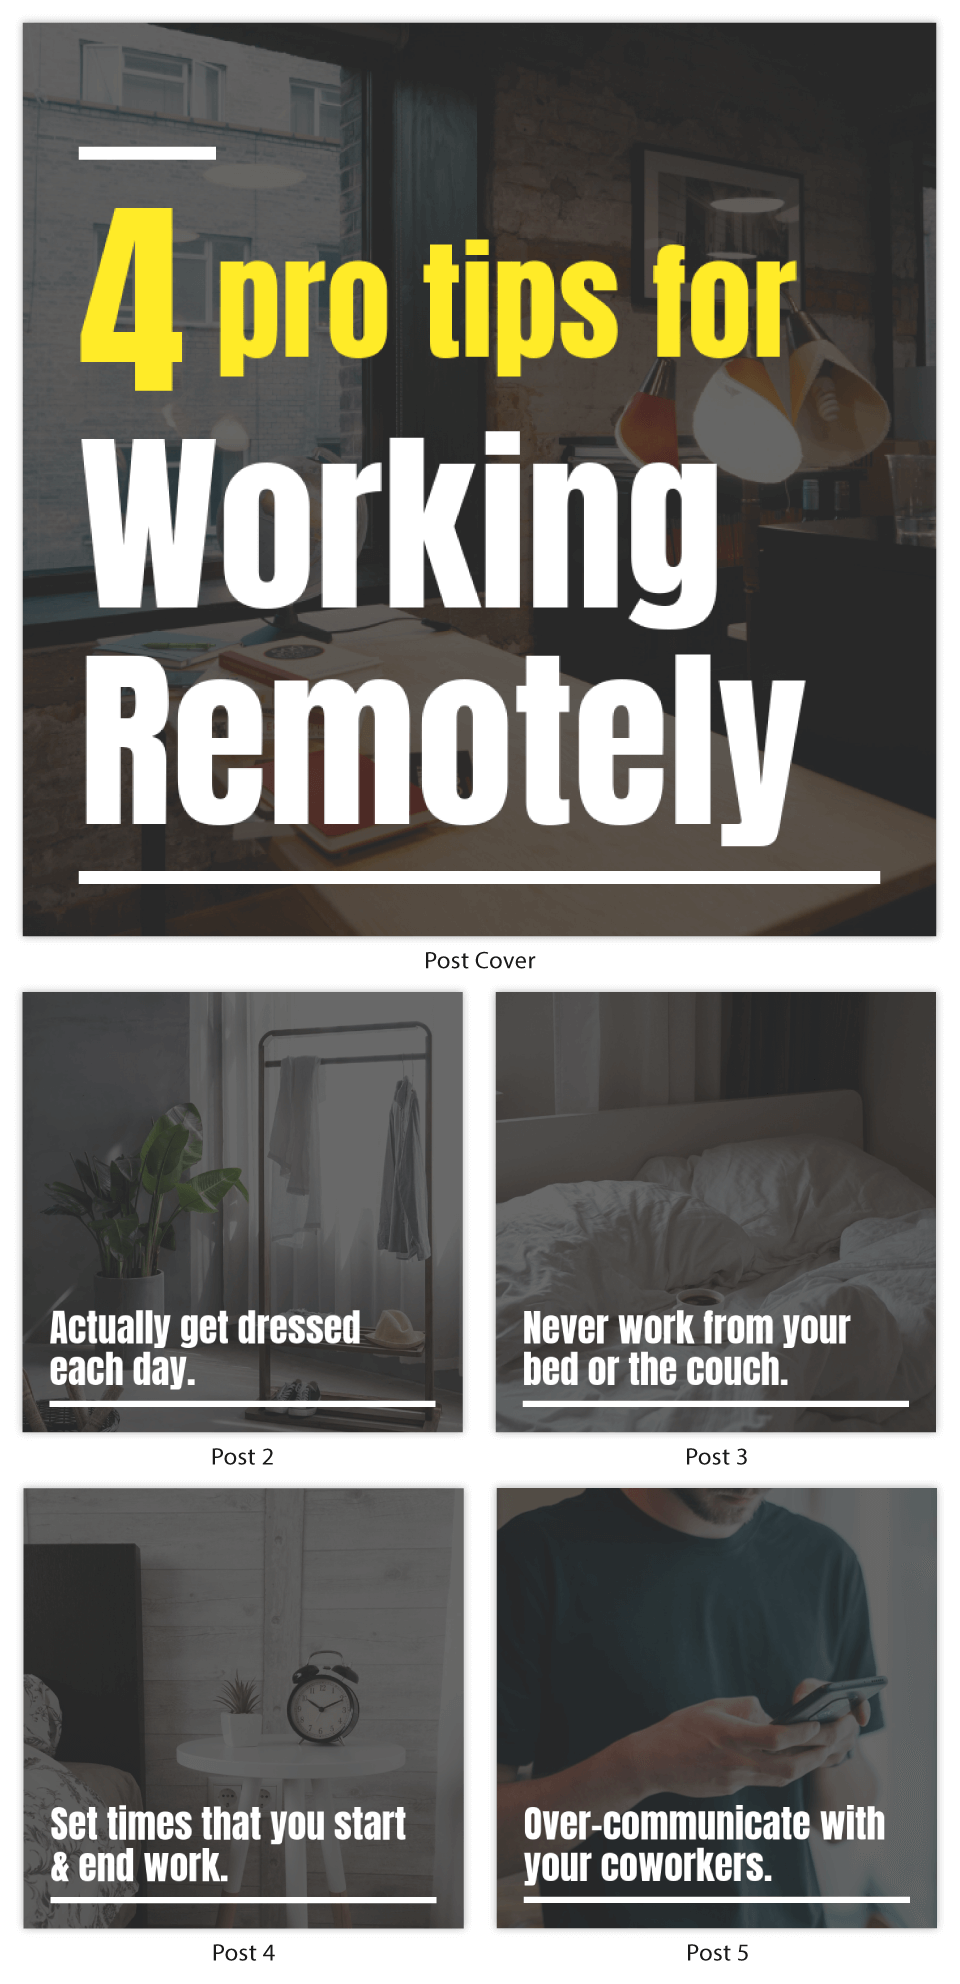 4 pro tips for
Working
Remotely
Post Cover
Actually get dressed
each day.
Post 2
Never work from your
bed or the couch.
Post 3
Set times that you start
& end work.
Post 4
Over-communicate with
your coworkers.
Post 5